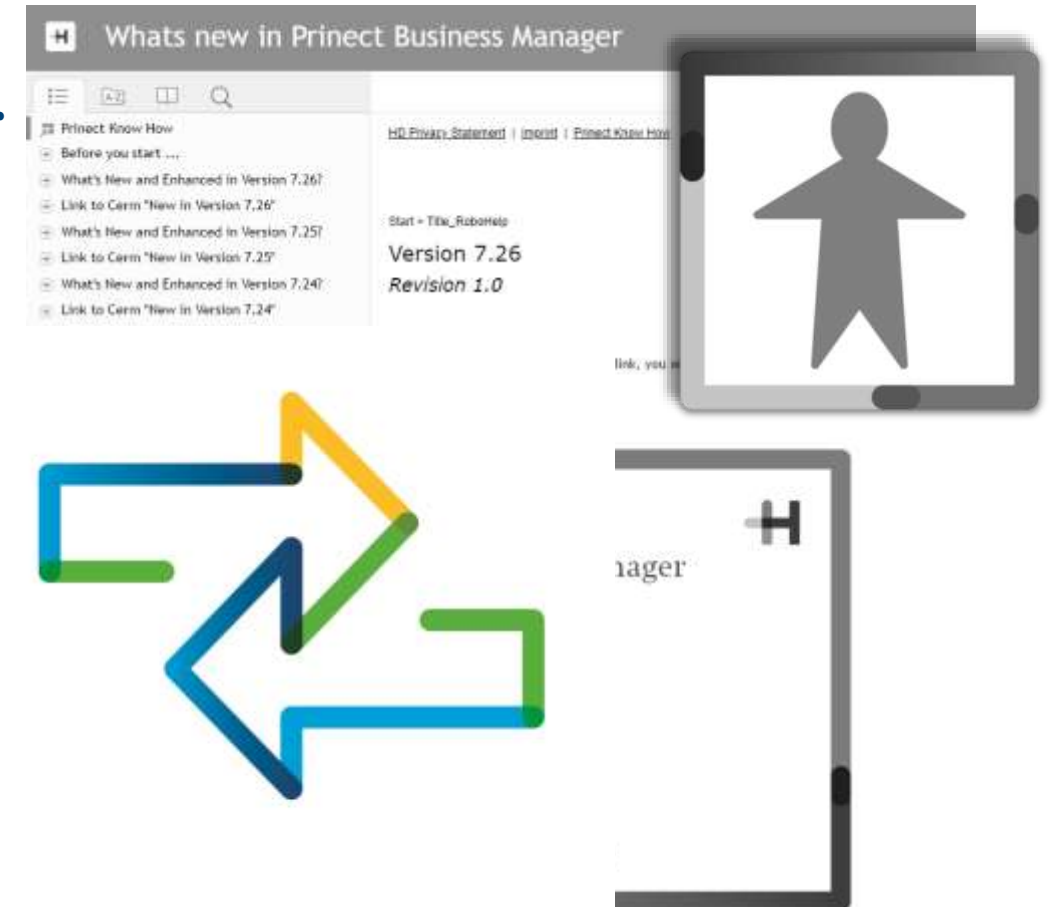 Whats new in Prinect Business Manager
Prinect Know How
HD Privacy Statement | Imprint | Prinect Know How
Before you start ...
What's New and Enhanced in Version 7.26?
Link to Cerm "New in Version 7.26"
Start = Title_RoboHelp
What's New and Enhanced in Version 7.25?
Version 7.26
Link to Cerm "New in Version 7.25"
Revision 1.0
What's New and Enhanced in Version 7.24?
Link to Cerm "New in Version 7.24"
link, you
nager